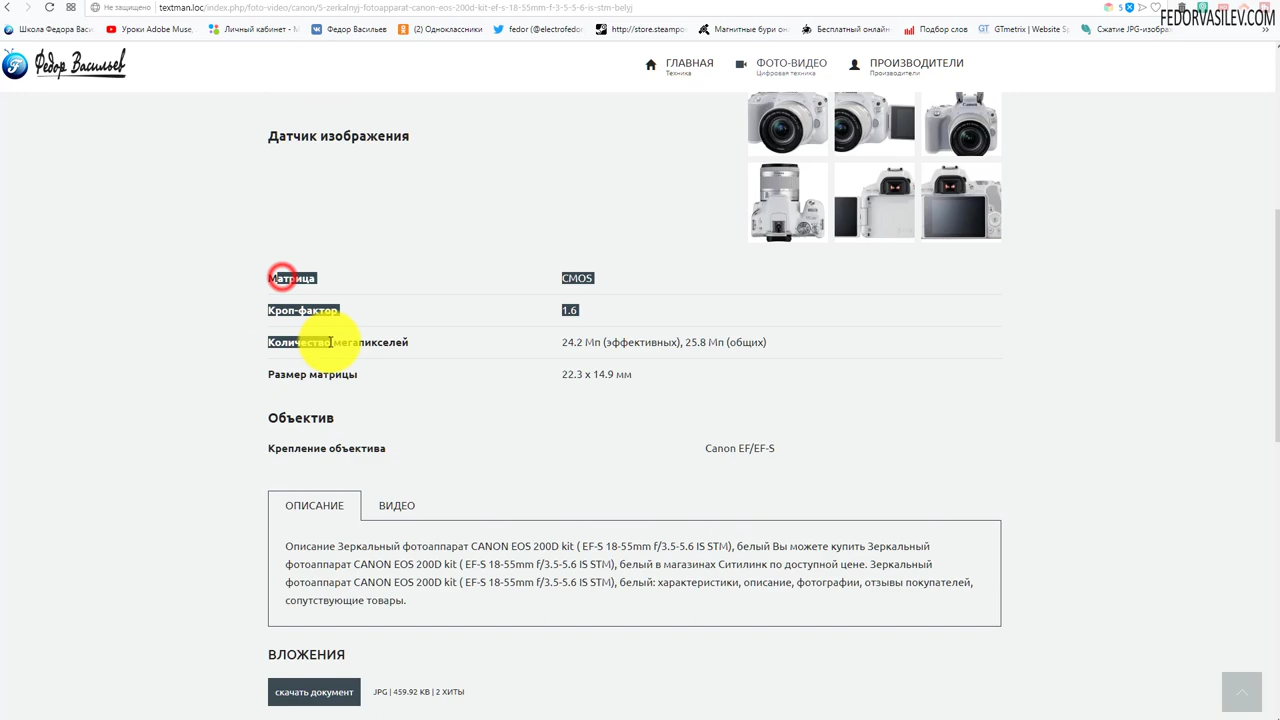 Не защищено
textman.loc/index.php/foto-video/canon/5-zerkalnyj-fotoapparat-canon-eos-200d-kit-ef-s-18-55mm-f-3-5-5-6-is-stm-belyj
5
FEDORVASILEV.COM
Школа Федора Васи.
Уроки Adobe Muse,
Личный кабинет - М
Федор Васильев
(2) Одноклассники
fedor (@electrofedor
http://store.steampo
Магнитные бури он
Бесплатный онлайн
Подбор слов
GTmetrix | Website S
Сжатие JPG-изобра
Федор Васильев
ГЛАВНАЯ
Техника
ФОТО-ВИДЕО
Цифровая техника
ПРОИЗВОДИТЕЛИ
Производители
Датчик изображения
Матрица CMOS
Кроп-фактор 1.6
Количество мегапикселей 24.2 Мп (эффективных), 25.8 Мп (общих)
Размер матрицы 22.3 x 14.9 мм
Объектив
Крепление объектива Canon EF/EF-S
ОПИСАНИЕ ВИДЕО
Описание Зеркальный фотоаппарат CANON EOS 200D kit ( EF-S 18-55mm f/3.5-5.6 IS STM), белый Вы можете купить Зеркальный
фотоаппарат CANON EOS 200D kit ( EF-S 18-55mm f/3.5-5.6 IS STM), белый в магазинах Ситилинк по доступной цене. Зеркальный
фотоаппарат CANON EOS 200D kit ( EF-S 18-55mm f/3.5-5.6 IS STM), белый: характеристики, описание, фотографии, отзывы покупателей,
сопутствующие товары.
ВЛОЖЕНИЯ
скачать документ JPG | 459.92 KB | 2 ХИТЫ